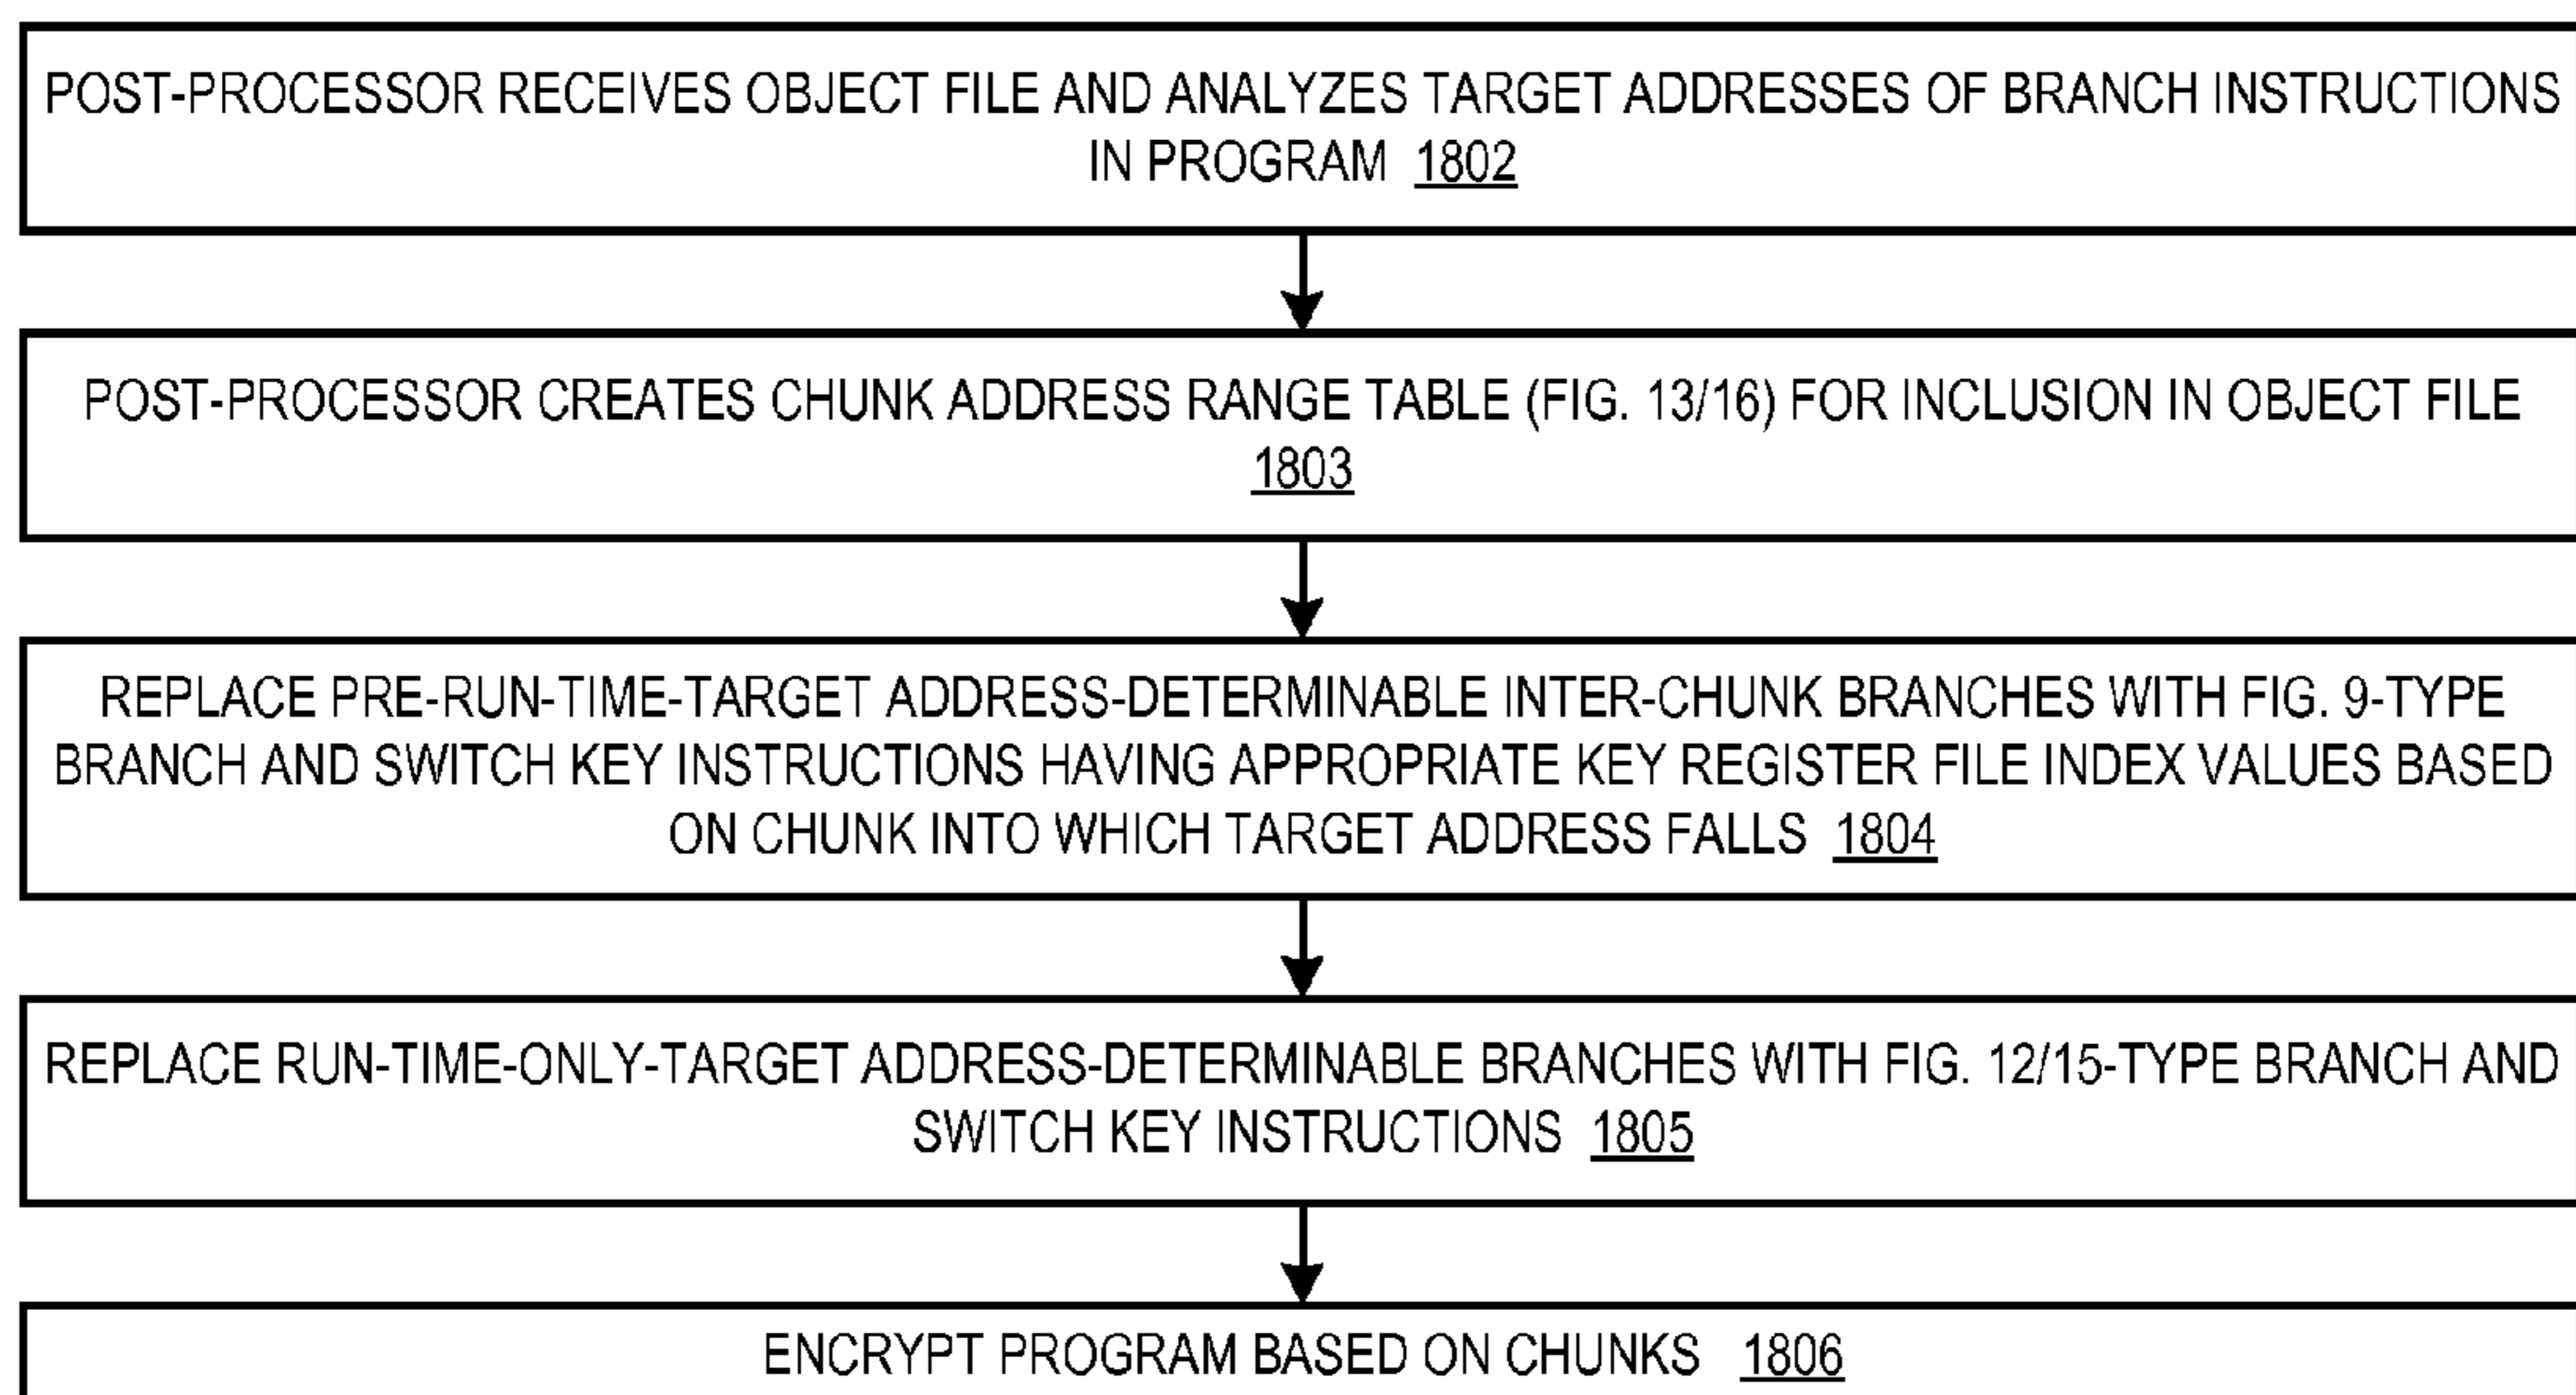 POST-PROCESSOR RECEIVES OBJECT FILE AND ANALYZES TARGET ADDRESSES OF BRANCH INSTRUCTIONS
IN PROGRAM 1802
POST-PROCESSOR CREATES CHUNK ADDRESS RANGE TABLE (FIG. 13/16) FOR INCLUSION IN OBJECT FILE
1803
REPLACE PRE-RUN-TIME-TARGET ADDRESS-DETERMINABLE INTER-CHUNK BRANCHES WITH FIG. 9-TYPE
BRANCH AND SWITCH KEY INSTRUCTIONS HAVING APPROPRIATE KEY REGISTER FILE INDEX VALUES BASED
ON CHUNK INTO WHICH TARGET ADDRESS FALLS 1804
REPLACE RUN-TIME-ONLY-TARGET ADDRESS-DETERMINABLE BRANCHES WITH FIG. 12/15-TYPE BRANCH AND
SWITCH KEY INSTRUCTIONS 1805
ENCRYPT PROGRAM BASED ON CHUNKS 1806